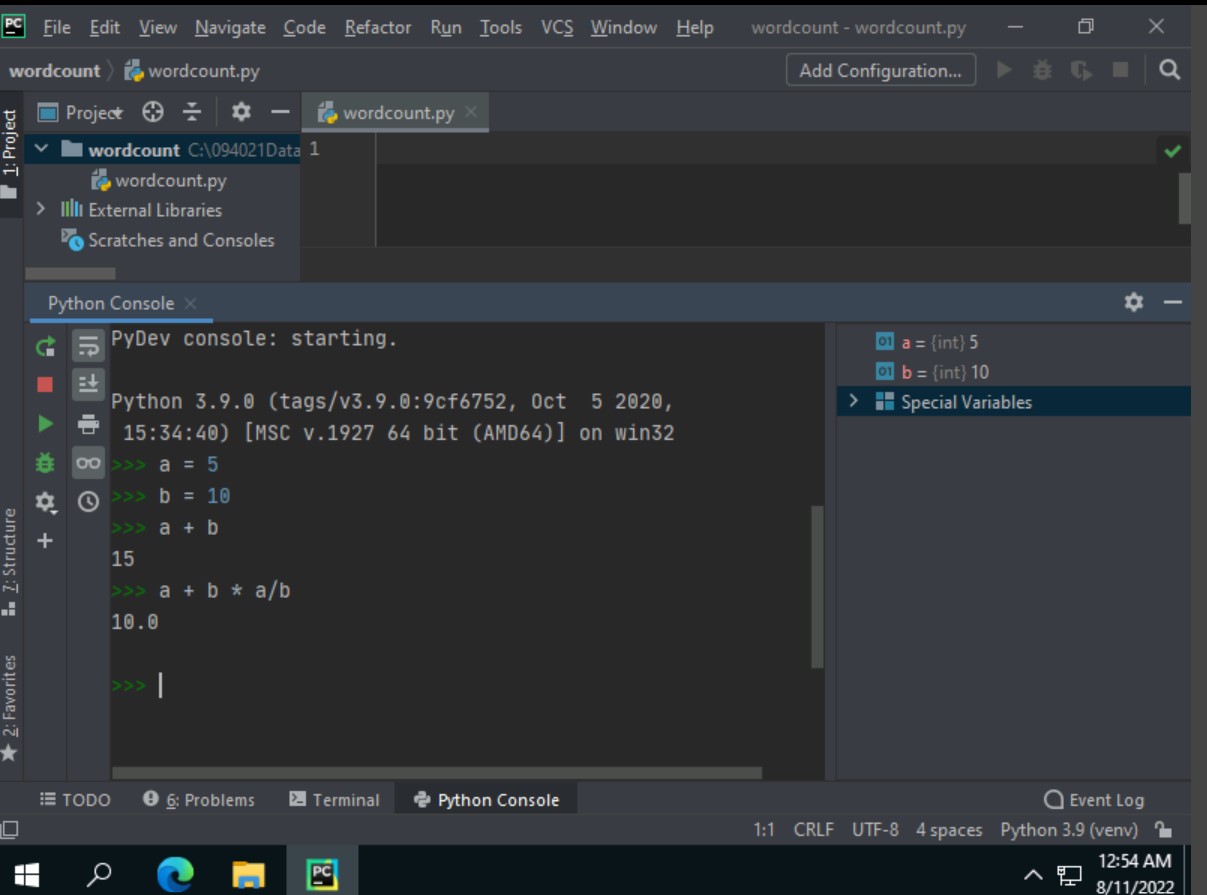 PC File Edit View Navigate Code Refactor Run Tools VCS Window Help wordcount - wordcount.py
wordcount wordcount.py Add Configuration...
1: Project
Project wordcount.py
wordcount C:\094021Data 1
wordcount.py
External Libraries
Scratches and Consoles
Python Console
PyDev console: starting.
Python 3.9.0 (tags/v3.9.0:9cf6752, Oct 5 2020,
15:34:40) [MSC v.1927 64 bit (AMD64)] on win32
>>> a = 5
>>> b = 10
>>> a + b
15
>>> a + b * a/b
10.0
>>>
01 a = {int} 5
01 b = {int} 10
Special Variables
7: Structure
2: Favorites
TODO 6: Problems Terminal Python Console Event Log
1:1 CRLF UTF-8 4 spaces Python 3.9 (venv)
PC 12:54 AM
8/11/2022